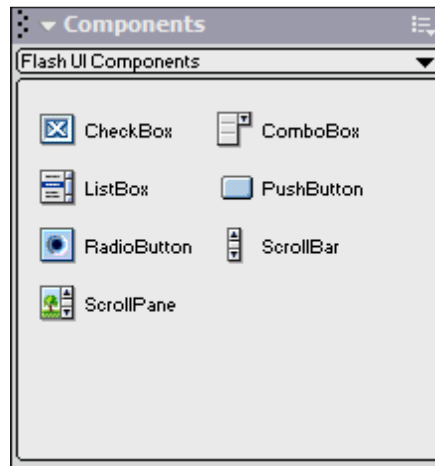 Components
Flash UI Components
CheckBox
ComboBox
ListBox
PushButton
RadioButton
ScrollBar
ScrollPane